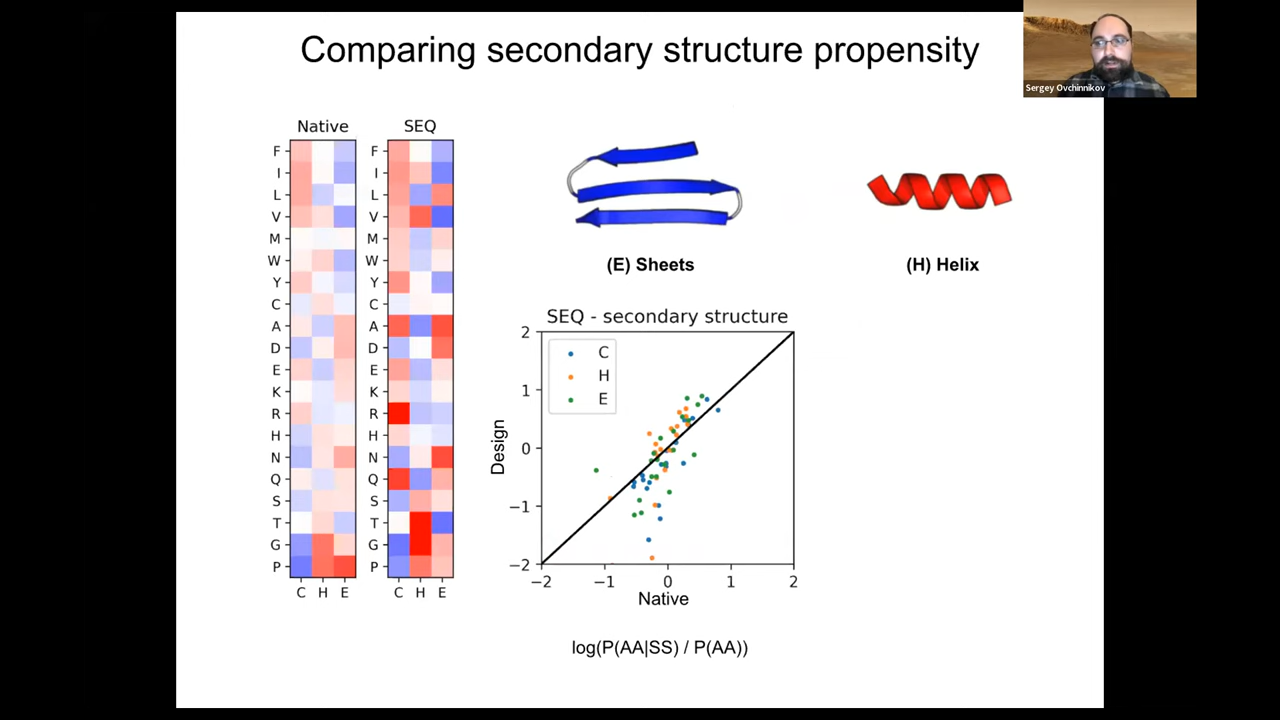 Comparing secondary structure propensity
Sergey Ovchinnikov
Native SEQ
F F
I I
L L
V V
M M
W W
Y Y
C C
A A
D D
E E
K K
R R
H H
N N
Q Q
S S
T T
G G
P P
C H E C H E
(E) Sheets
(H) Helix
SEQ - secondary structure
C
H
E
2
1
0
−1
−2
Design
−2 −1 0 1 2
Native
log(P(AA|SS) / P(AA))